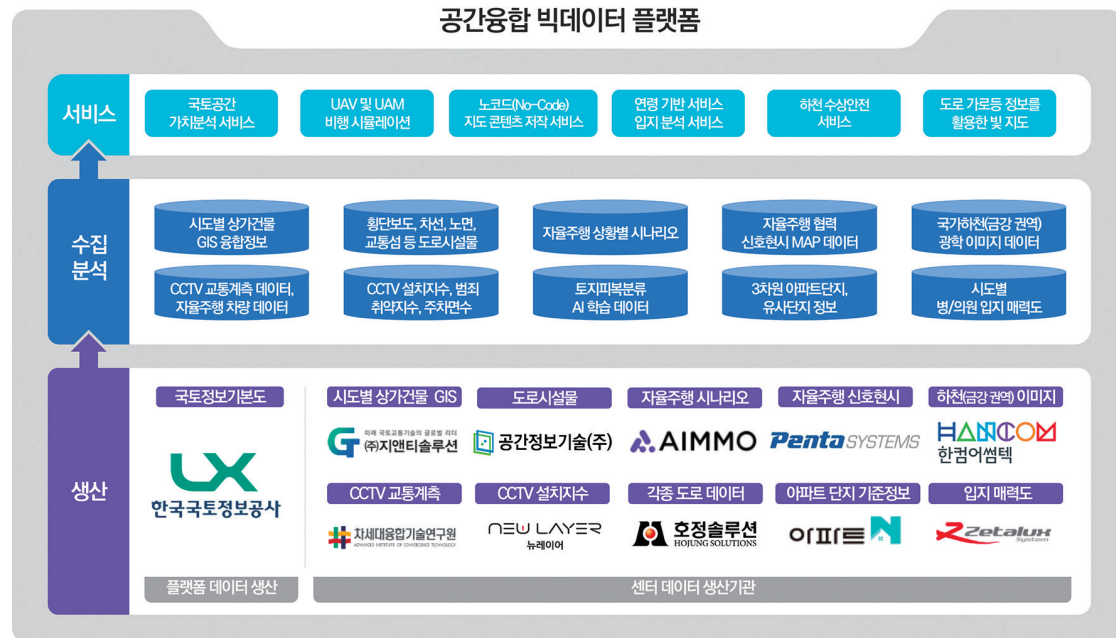 공간융합 빅데이터 플랫폼
서비스
국토공간
가치분석 서비스
UAV 및 UAM
비행 시뮬레이션
노코드(No-Code)
지도 콘텐츠 저작 서비스
연령 기반 서비스
입지 분석 서비스
하천 수상안전
서비스
도로 가로등 정보를
활용한 빛 지도
수집
분석
시도별 상가건물
GIS 융합정보
횡단보도, 차선, 노면,
교통섬 등 도로시설물
자율주행 상황별 시나리오
자율주행 협력
신호현시 MAP 데이터
국가하천(금강 권역)
광학 이미지 데이터
CCTV 교통계측 데이터,
자율주행 차량 데이터
CCTV 설치지수, 범죄
취약지수, 주차면수
토지피복분류
AI 학습 데이터
3차원 아파트단지,
유사단지 정보
시도별
병/의원 입지 매력도
생산
국토정보기본도
LX
한국국토정보공사
플랫폼 데이터 생산
시도별 상가건물 GIS
미래 국토교통기술의 글로벌 리더
(주)지앤티솔루션
도로시설물
공간정보기술(주)
자율주행 시나리오
AIMMO
자율주행 신호현시
Penta SYSTEMS
하천(금강 권역) 이미지
HANCOM
한컴어썸텍
CCTV 교통계측
차세대융합기술연구원
ADVANCED INSTITUTE OF CONVERGENCE TECHNOLOGY
CCTV 설치지수
NEW LAYER
뉴레이어
각종 도로 데이터
호정솔루션
HOJUNG SOLUTIONS
아파트 단지 기준정보
아파트 N
입지 매력도
Zetalux
System
센터 데이터 생산기관